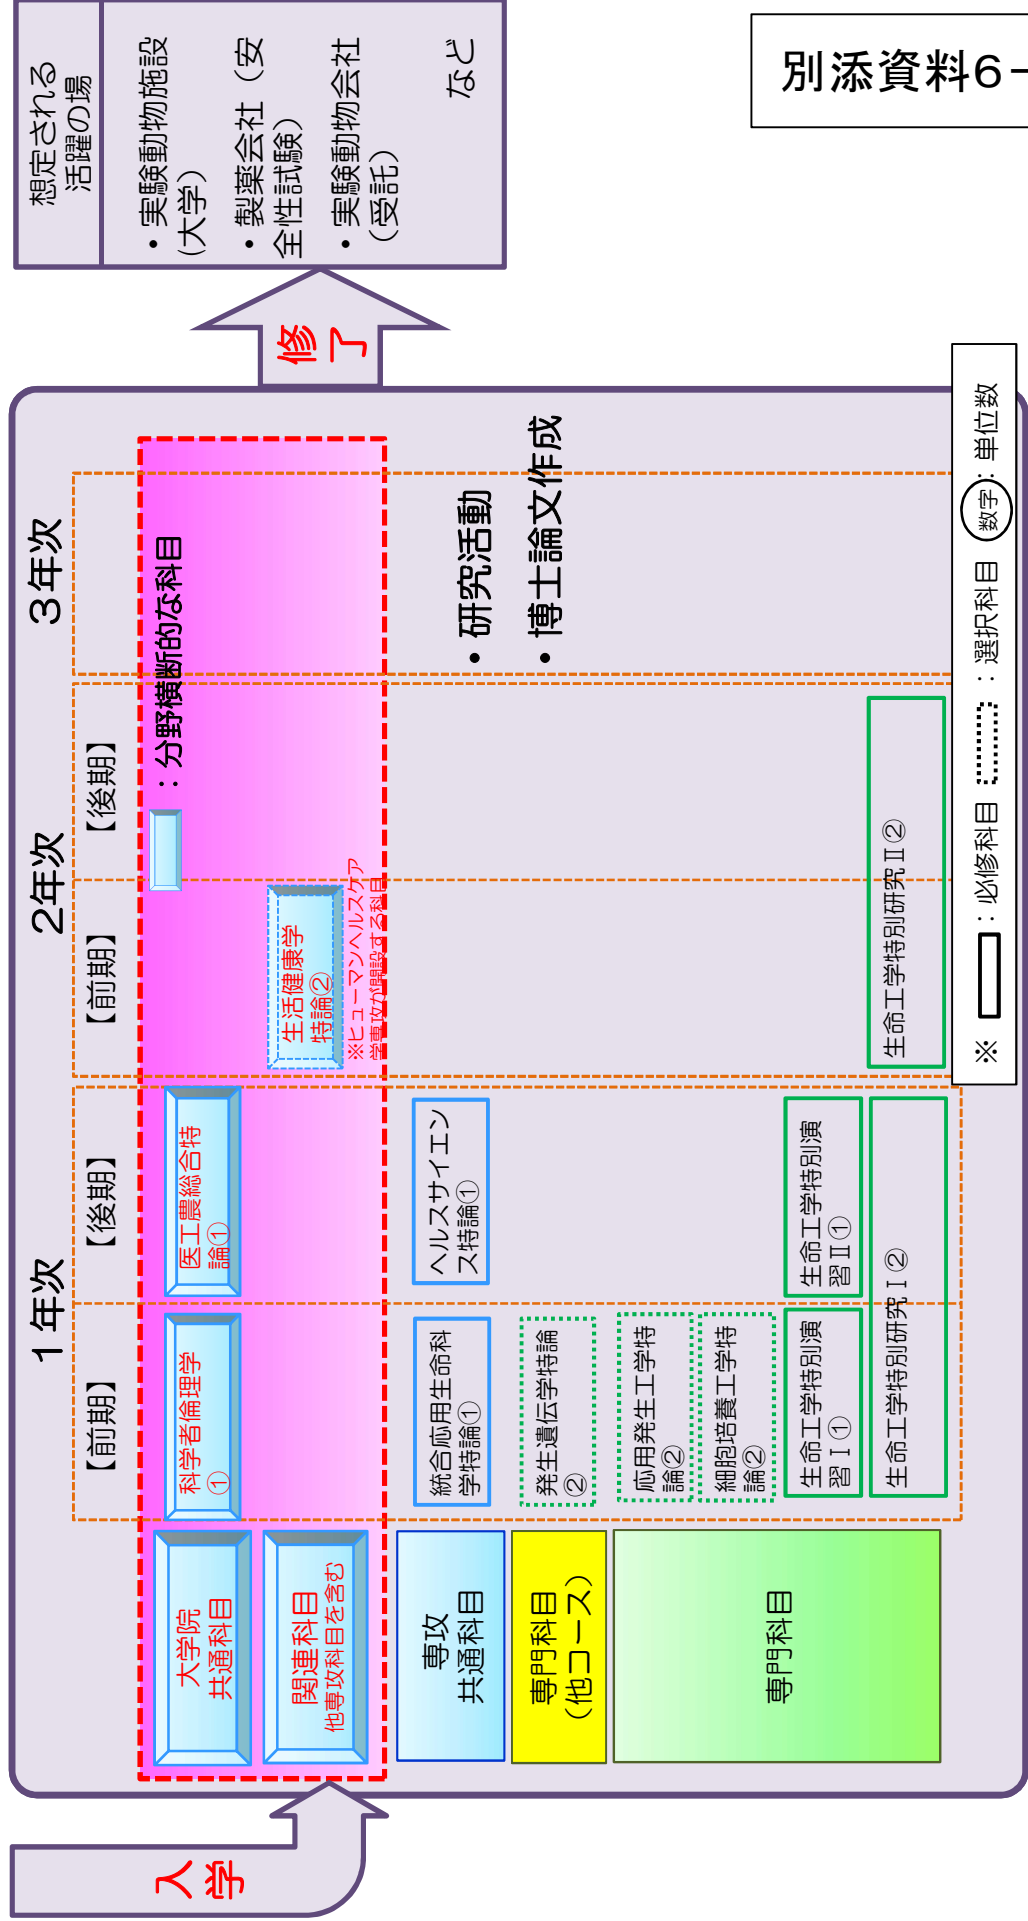 別添資料6-
入学
1年次
2年次
3年次
【前期】
【後期】
【前期】
【後期】
：分野横断的な科目
大学院
共通科目
科学者倫理学
①
医工農総合特
論①
関連科目
他専攻科目を含む
生活健康学
特論②
※ヒューマンヘルスケア
学専攻が開設する科目
専攻
共通科目
統合応用生命科
学特論①
ヘルスサイエン
ス特論①
・研究活動
・博士論文作成
専門科目
（他コース）
発生遺伝学特論
②
専門科目
応用発生工学特
論②
細胞培養工学特
論②
生命工学特別演
習Ⅰ①
生命工学特別演
習Ⅱ①
生命工学特別研究Ⅰ②
生命工学特別研究Ⅱ②
※ ：必修科目 ：選択科目 数字：単位数
修了
想定される
活躍の場
・実験動物施設
（大学）
・製薬会社（安
全性試験）
・実験動物会社
（受託）
など